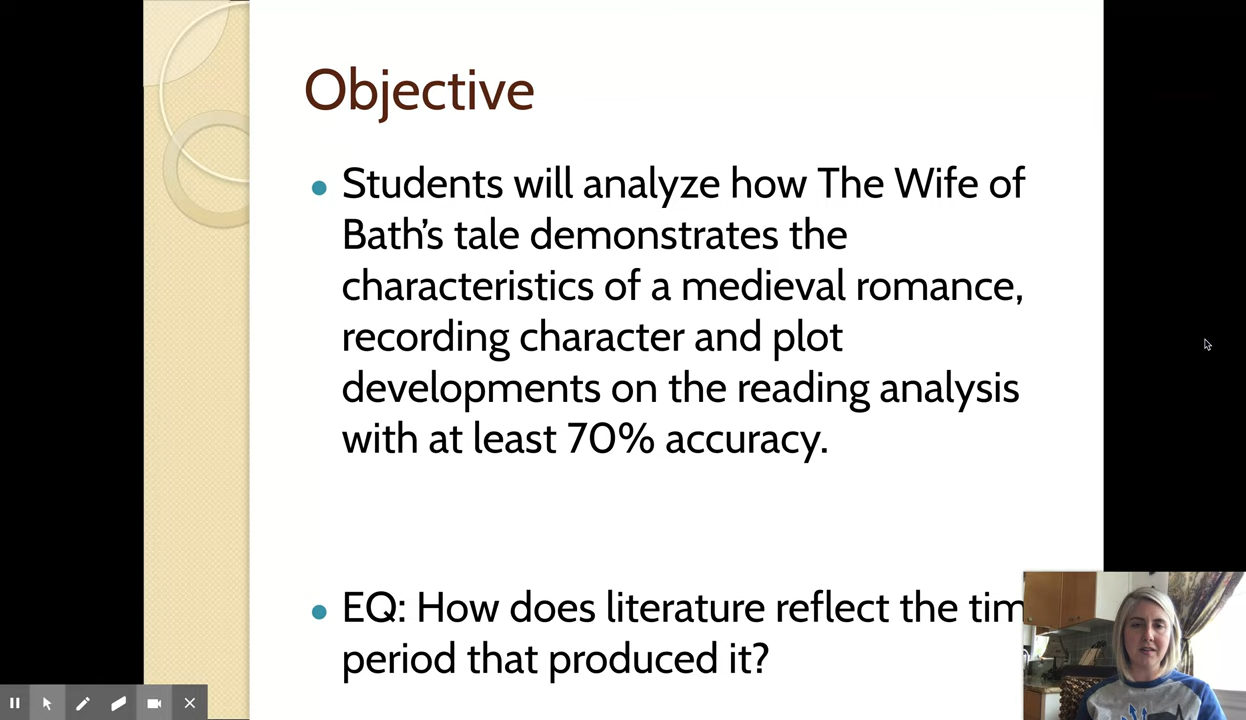 Objective
Students will analyze how The Wife of
Bath's tale demonstrates the
characteristics of a medieval romance,
recording character and plot
developments on the reading analysis
with at least 70% accuracy.
EQ: How does literature reflect the tim
period that produced it?